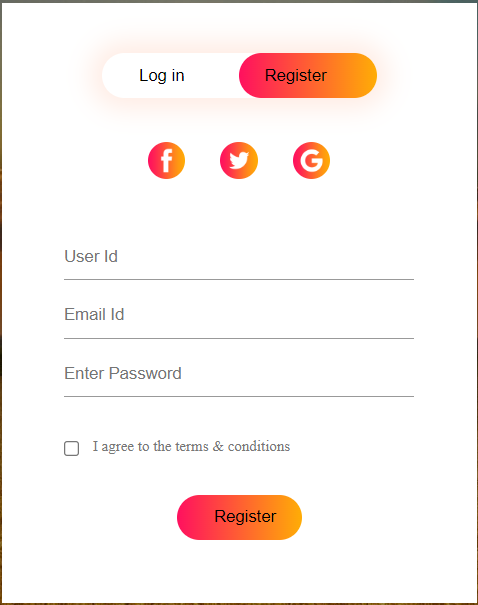 Log in Register
User Id
Email Id
Enter Password
I agree to the terms & conditions
Register